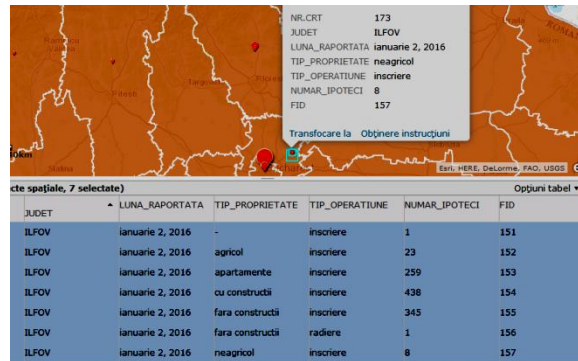 NR.CRT 173
JUDET ILFOV
LUNA_RAPORTATA ianuarie 2, 2016
TIP_PROPRIETATE neagricol
TIP_OPERATIUNE inscriere
NUMAR_IPOTECI 8
FID 157
Transfocare la Obținere instrucțiuni
Pitesti
0km
Slatina
Esri, HERE, DeLorme, FAO, USGS
cte spațiale, 7 selectate) Opțiuni tabel
JUDET LUNA_RAPORTATA TIP_PROPRIETATE TIP_OPERATIUNE NUMAR_IPOTECI FID
ILFOV ianuarie 2, 2016 - inscriere 1 151
ILFOV ianuarie 2, 2016 agricol inscriere 23 152
ILFOV ianuarie 2, 2016 apartamente inscriere 259 153
ILFOV ianuarie 2, 2016 cu constructii inscriere 438 154
ILFOV ianuarie 2, 2016 fara constructii inscriere 345 155
ILFOV ianuarie 2, 2016 fara constructii radiere 1 156
ILFOV ianuarie 2, 2016 neagricol inscriere 8 157